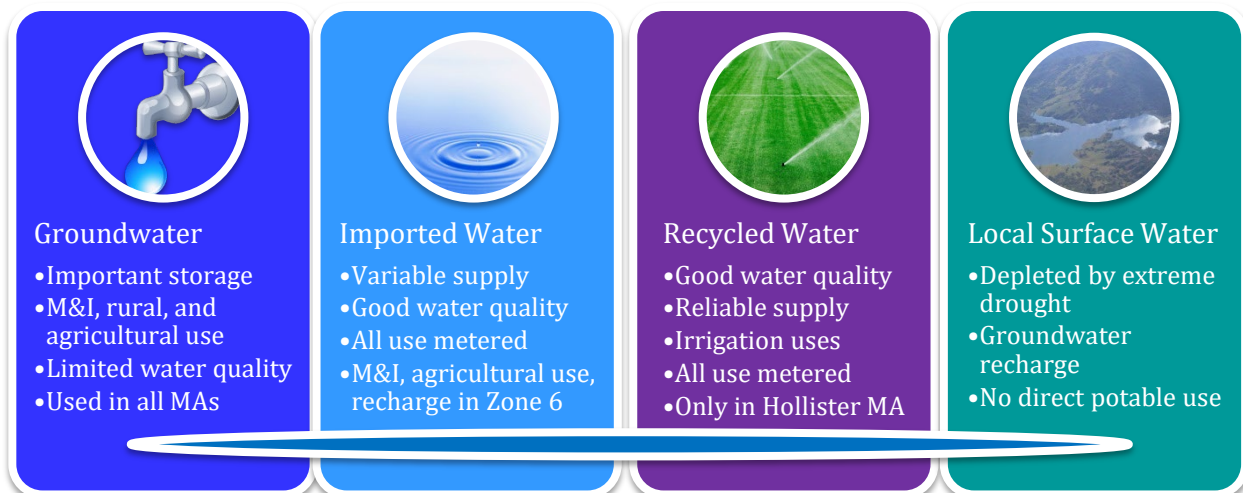 Groundwater
•Important storage
•M&I, rural, and
agricultural use
•Limited water quality
•Used in all MAs
Imported Water
•Variable supply
•Good water quality
•All use metered
•M&I, agricultural use,
recharge in Zone 6
Recycled Water
•Good water quality
•Reliable supply
•Irrigation uses
•All use metered
•Only in Hollister MA
Local Surface Water
•Depleted by extreme
drought
•Groundwater
recharge
•No direct potable use